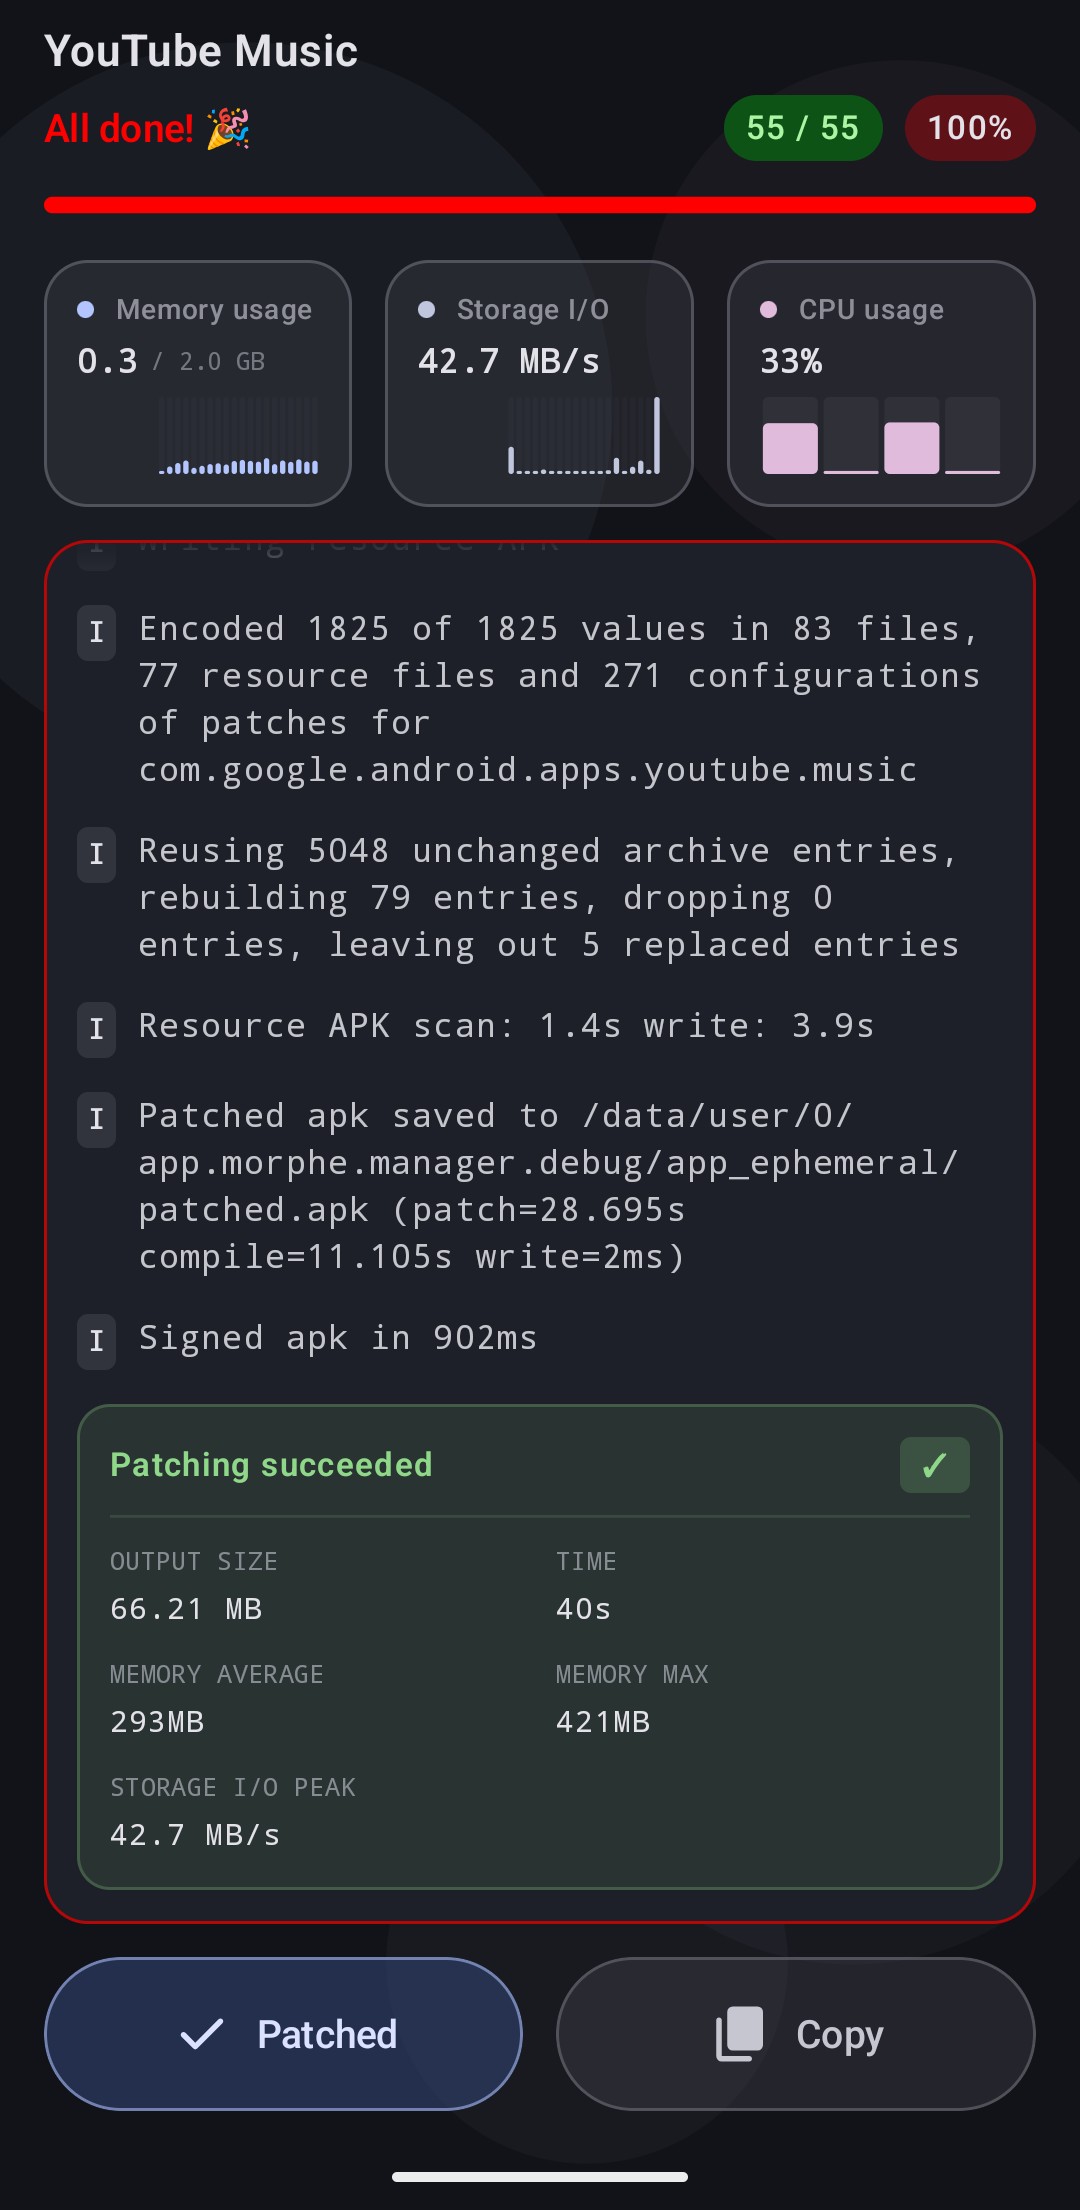 YouTube Music
All done! 🎉
55 / 55
100%
Memory usage
0.3 / 2.0 GB
Storage I/O
42.7 MB/s
CPU usage
33%
I Writing resource APK
I Encoded 1825 of 1825 values in 83 files,
77 resource files and 271 configurations
of patches for
com.google.android.apps.youtube.music
I Reusing 5048 unchanged archive entries,
rebuilding 79 entries, dropping 0
entries, leaving out 5 replaced entries
I Resource APK scan: 1.4s write: 3.9s
I Patched apk saved to /data/user/0/
app.morphe.manager.debug/app_ephemeral/
patched.apk (patch=28.695s
compile=11.105s write=2ms)
I Signed apk in 902ms
Patching succeeded ✓
OUTPUT SIZE
66.21 MB
TIME
40s
MEMORY AVERAGE
293MB
MEMORY MAX
421MB
STORAGE I/O PEAK
42.7 MB/s
Patched
Copy